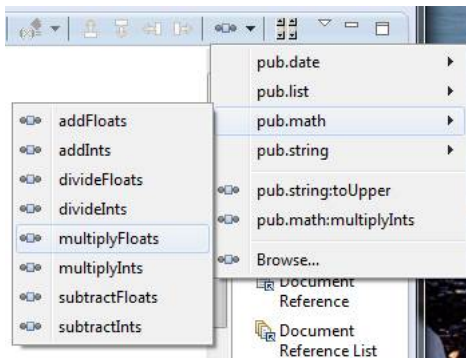 pub.date
pub.list
pub.math
pub.string
pub.string:toUpper
pub.math:multiplyInts
Browse...
addFloats
addInts
divideFloats
divideInts
multiplyFloats
multiplyInts
subtractFloats
subtractInts
Document
Reference
Document
Reference List